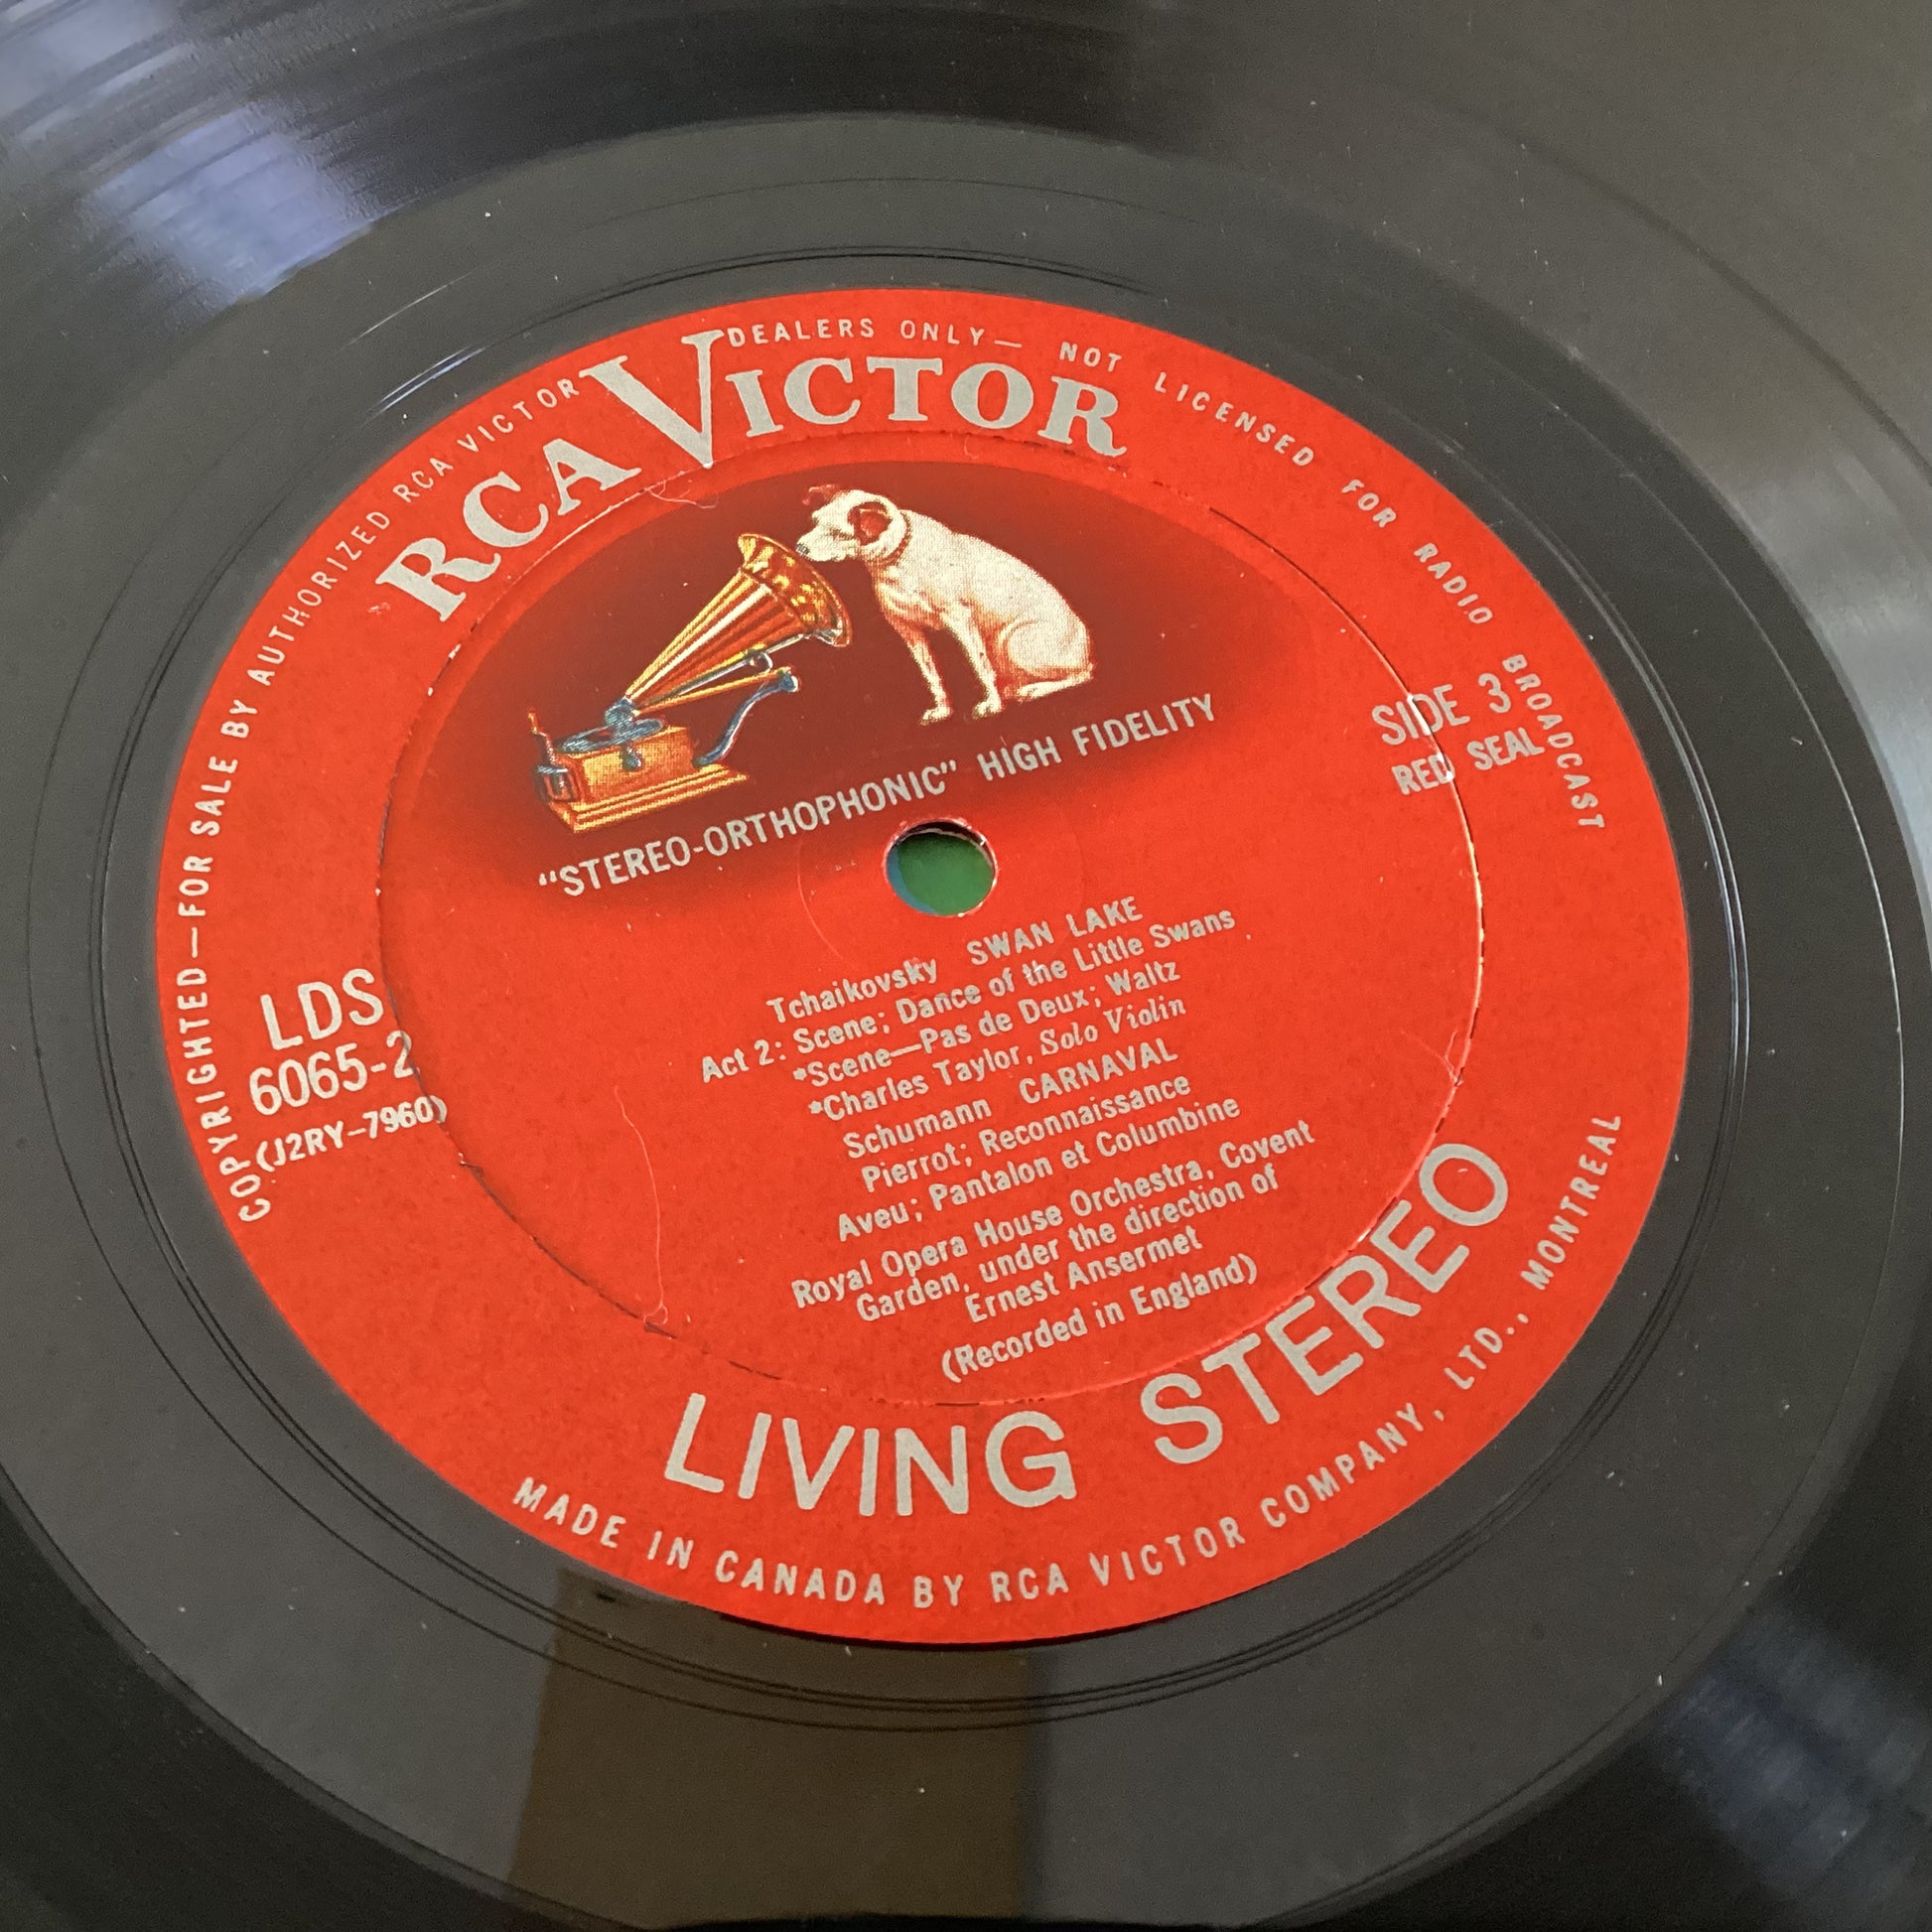 COPYRIGHTED—FOR SALE BY AUTHORIZED RCA VICTOR DEALERS ONLY— NOT LICENSED FOR RADIO BROADCAST
RCA VICTOR
"STEREO-ORTHOPHONIC" HIGH FIDELITY
SIDE 3
RED SEAL
LDS
6065-2
(J2RY-7960)
Tchaikovsky SWAN LAKE
Act 2: Scene; Dance of the Little Swans
*Scene—Pas de Deux; Waltz
*Charles Taylor, Solo Violin
Schumann CARNAVAL
Pierrot; Reconnaissance
Aveu; Pantalon et Columbine
Royal Opera House Orchestra, Covent
Garden, under the direction of
Ernest Ansermet
(Recorded in England)
LIVING STEREO
MADE IN CANADA BY RCA VICTOR COMPANY, LTD., MONTREAL